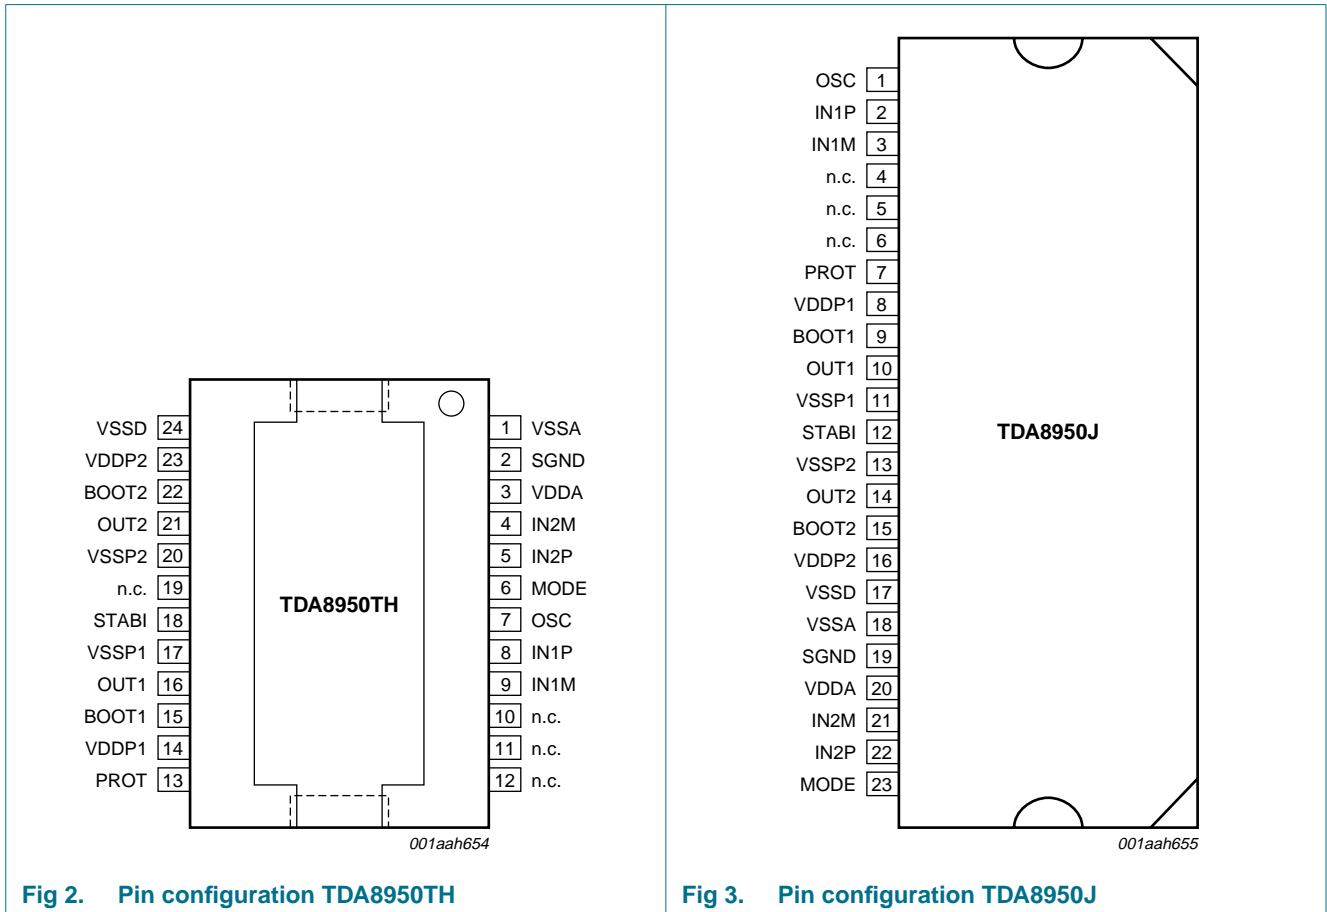 VSSD 24
VDDP2 23
BOOT2 22
OUT2 21
VSSP2 20
n.c. 19
STABI 18
VSSP1 17
OUT1 16
BOOT1 15
VDDP1 14
PROT 13
TDA8950TH
1 VSSA
2 SGND
3 VDDA
4 IN2M
5 IN2P
6 MODE
7 OSC
8 IN1P
9 IN1M
10 n.c.
11 n.c.
12 n.c.
001aah654
Fig 2. Pin configuration TDA8950TH
OSC 1
IN1P 2
IN1M 3
n.c. 4
n.c. 5
n.c. 6
PROT 7
VDDP1 8
BOOT1 9
OUT1 10
VSSP1 11
STABI 12
VSSP2 13
OUT2 14
BOOT2 15
VDDP2 16
VSSD 17
VSSA 18
SGND 19
VDDA 20
IN2M 21
IN2P 22
MODE 23
TDA8950J
001aah655
Fig 3. Pin configuration TDA8950J